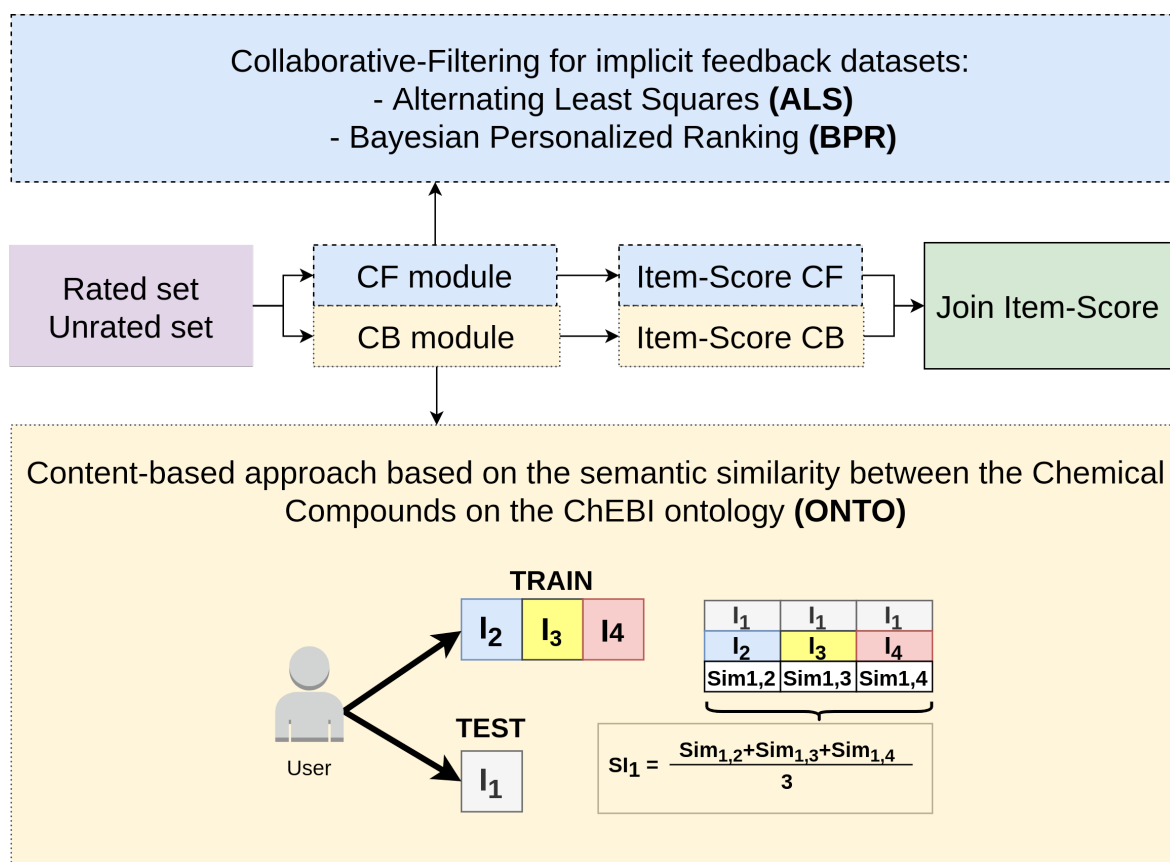 Collaborative-Filtering for implicit feedback datasets:
- Alternating Least Squares (ALS)
- Bayesian Personalized Ranking (BPR)
Rated set
Unrated set
CF module
CB module
Item-Score CF
Item-Score CB
Join Item-Score
Content-based approach based on the semantic similarity between the Chemical
Compounds on the ChEBI ontology (ONTO)
TRAIN
I2 I3 I4
TEST
I1
User
I1 I1 I1
I2 I3 I4
Sim1,2 Sim1,3 Sim1,4
SI1 = Sim1,2+Sim1,3+Sim1,4
3